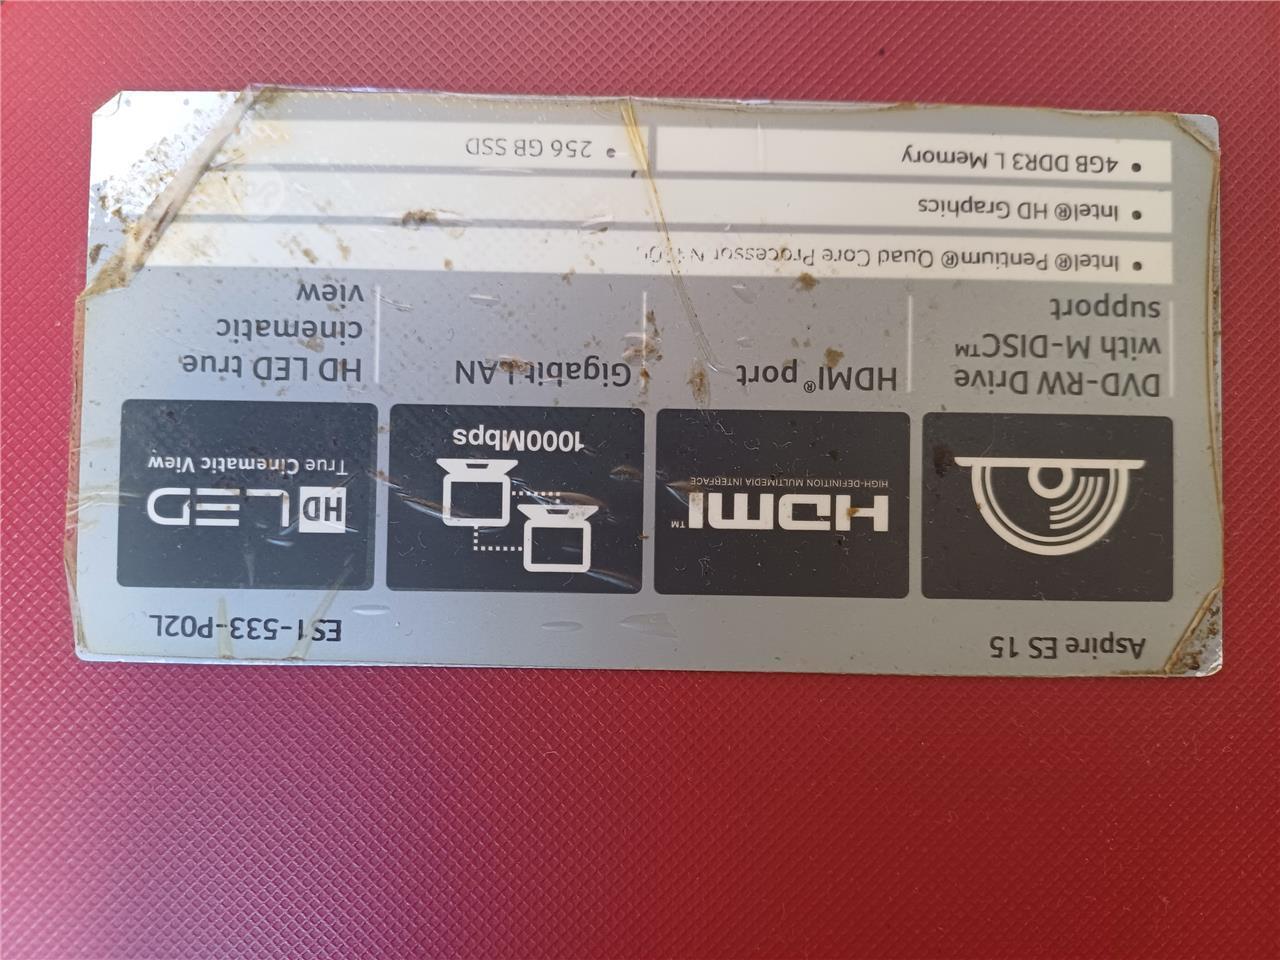 Aspire ES 15
ES1-533-P02L
HDMI™
HIGH-DEFINITION MULTIMEDIA INTERFACE
1000Mbps
HD LED
True Cinematic View
DVD-RW Drive
with M-DISC™
support
HDMI® port
Gigabit LAN
HD LED true
cinematic
view
• Intel® Pentium® Quad Core Processor
• Intel® HD Graphics
• 4GB DDR3 L Memory
• 256 GB SSD